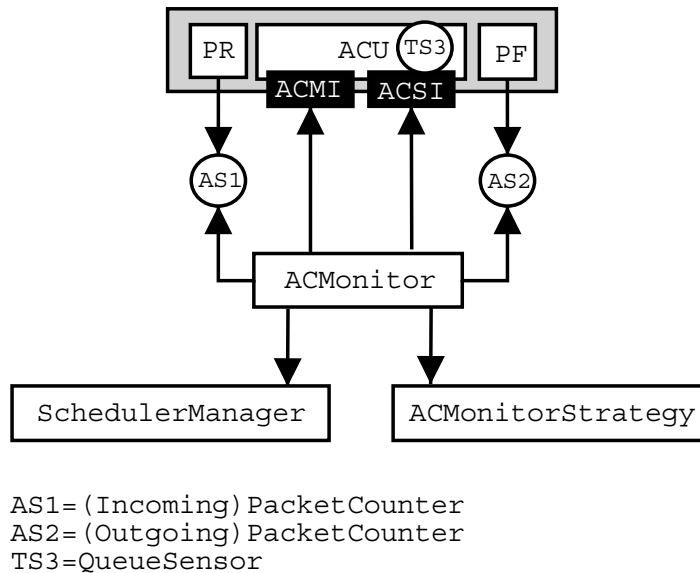 PR
ACU
TS3
PF
ACMI
ACSI
AS1
AS2
ACMonitor
SchedulerManager
ACMonitorStrategy
AS1=(Incoming)PacketCounter
AS2=(Outgoing)PacketCounter
TS3=QueueSensor